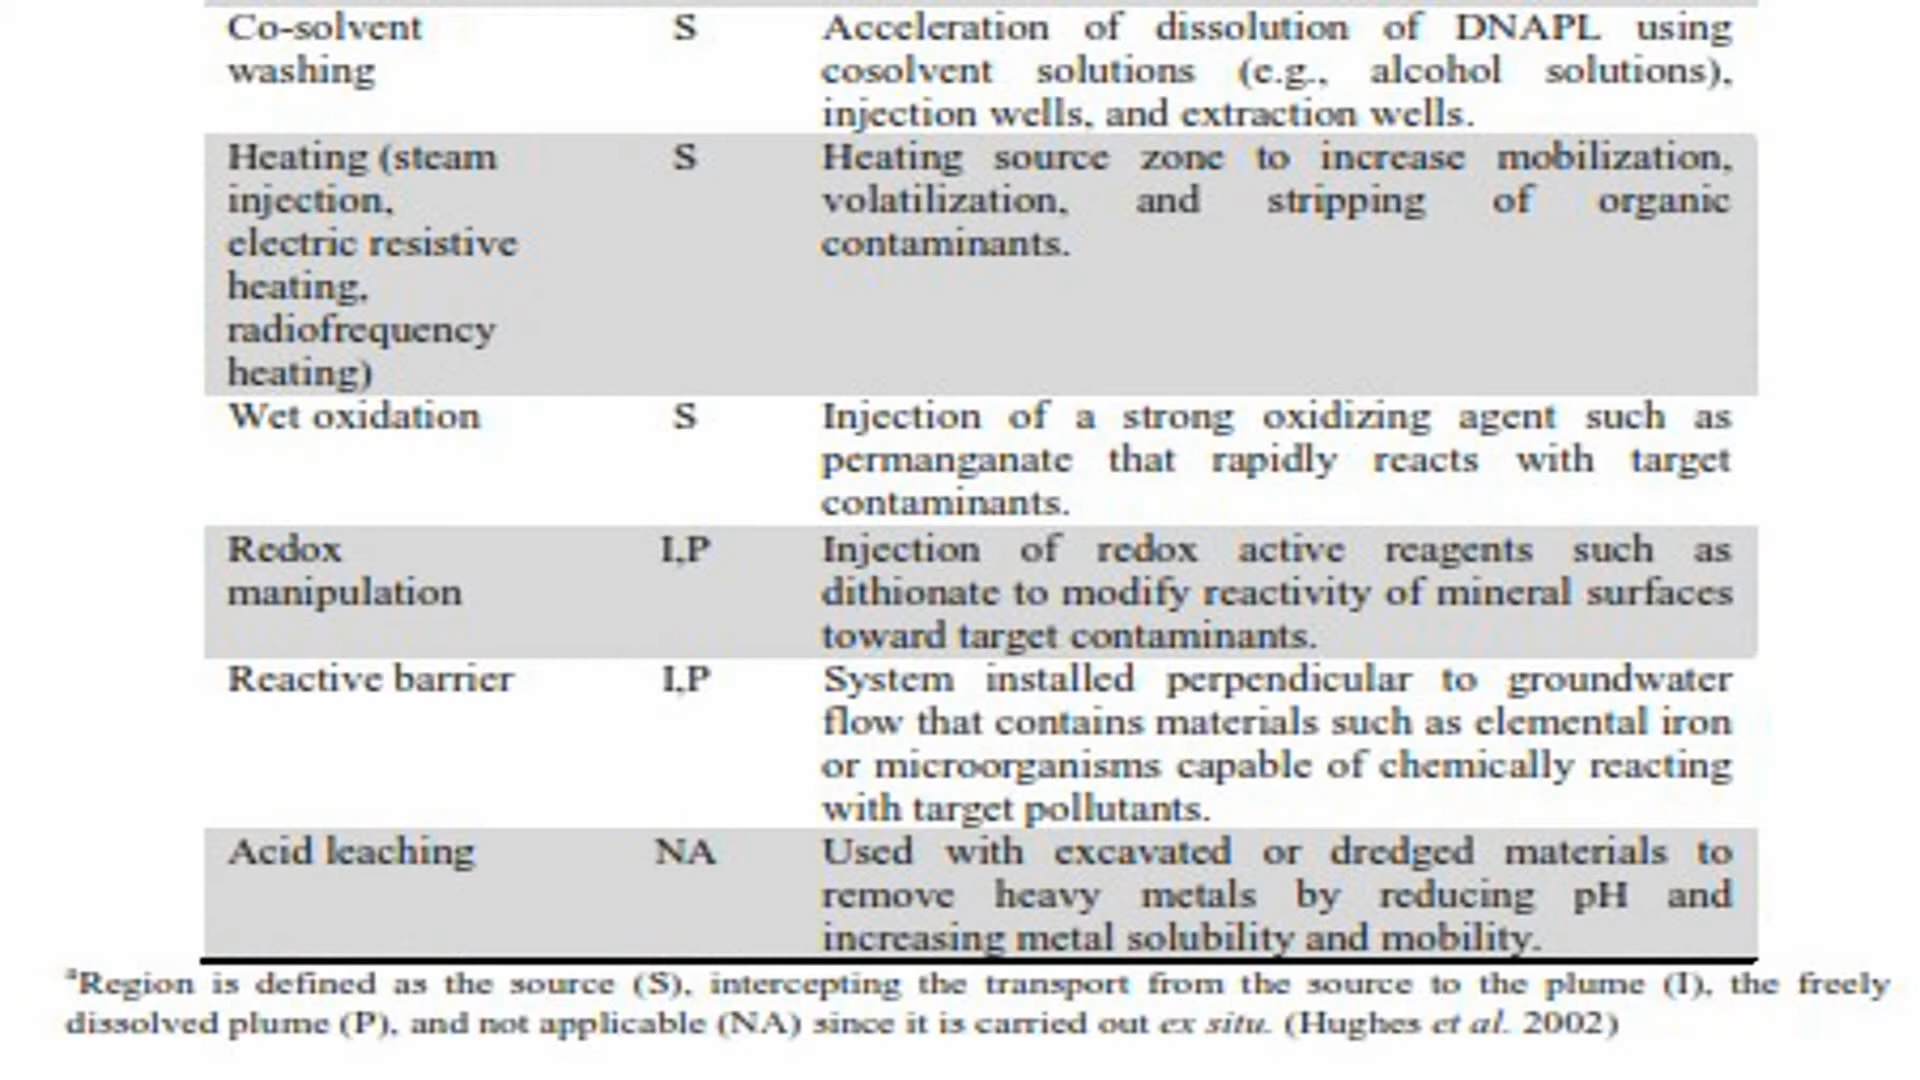 Co-solvent S Acceleration of dissolution of DNAPL using
washing cosolvent solutions (e.g., alcohol solutions),
injection wells, and extraction wells.
Heating (steam S Heating source zone to increase mobilization,
injection, volatilization, and stripping of organic
electric resistive contaminants.
heating,
radiofrequency
heating)
Wet oxidation S Injection of a strong oxidizing agent such as
permanganate that rapidly reacts with target
contaminants.
Redox I,P Injection of redox active reagents such as
manipulation dithionate to modify reactivity of mineral surfaces
toward target contaminants.
Reactive barrier I,P System installed perpendicular to groundwater
flow that contains materials such as elemental iron
or microorganisms capable of chemically reacting
with target pollutants.
Acid leaching NA Used with excavated or dredged materials to
remove heavy metals by reducing pH and
increasing metal solubility and mobility.
ªRegion is defined as the source (S), intercepting the transport from the source to the plume (I), the freely
dissolved plume (P), and not applicable (NA) since it is carried out ex situ. (Hughes et al. 2002)